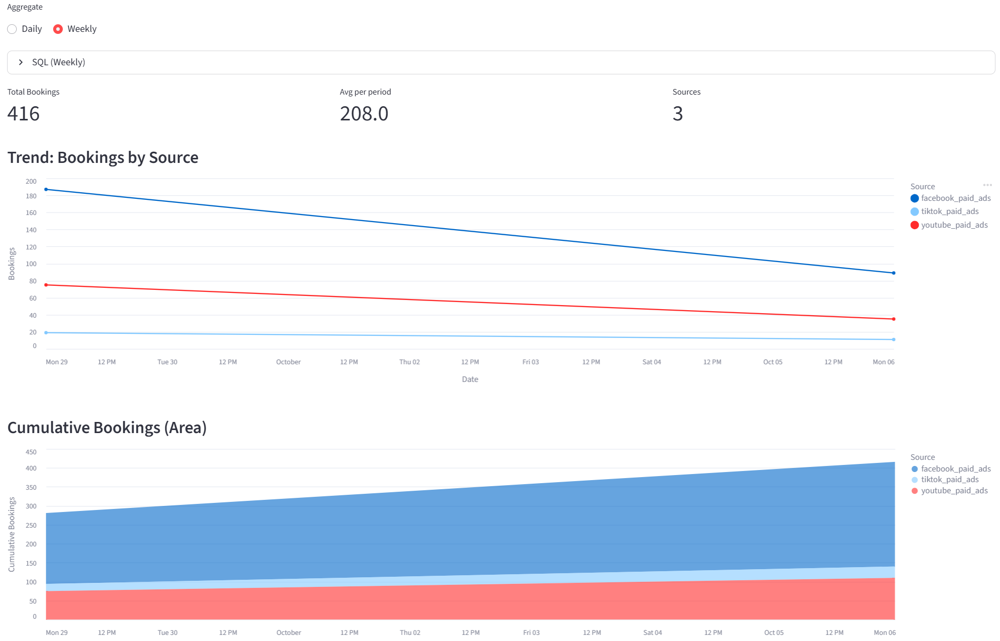 Aggregate
Daily
Weekly
SQL (Weekly)
Total Bookings
416
Avg per period
208.0
Sources
3
Trend: Bookings by Source
200
180
160
140
120
100
80
60
40
20
0
Bookings
Mon 29 12 PM Tue 30 12 PM October 12 PM Thu 02 12 PM Fri 03 12 PM Sat 04 12 PM Oct 05 12 PM Mon 06
Date
Source
facebook_paid_ads
tiktok_paid_ads
youtube_paid_ads
Cumulative Bookings (Area)
450
400
350
300
250
200
150
100
50
0
Cumulative Bookings
Mon 29 12 PM Tue 30 12 PM October 12 PM Thu 02 12 PM Fri 03 12 PM Sat 04 12 PM Oct 05 12 PM Mon 06
Source
facebook_paid_ads
tiktok_paid_ads
youtube_paid_ads